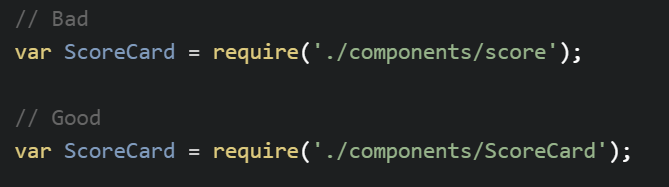 // Bad
var ScoreCard = require('./components/score');
// Good
var ScoreCard = require('./components/ScoreCard');